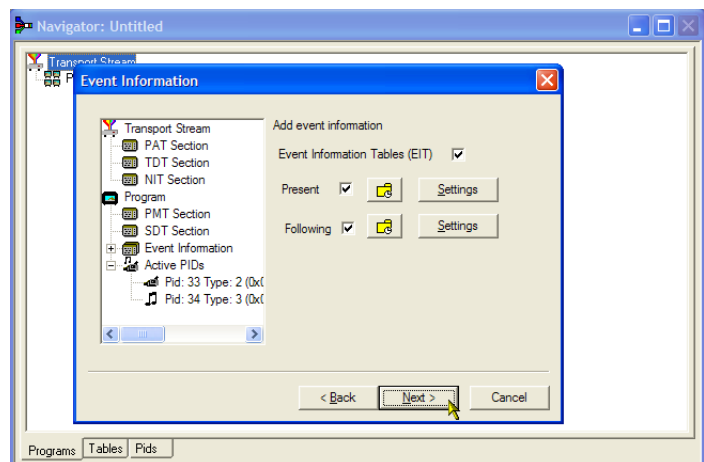 Navigator: Untitled
Transport Stream
P
Event Information
Transport Stream
PAT Section
TDT Section
NIT Section
Program
PMT Section
SDT Section
Event Information
Active PIDs
Pid: 33 Type: 2 (0x(
Pid: 34 Type: 3 (0x(
Add event information
Event Information Tables (EIT)
Present Settings
Following Settings
< Back Next > Cancel
Programs Tables Pids